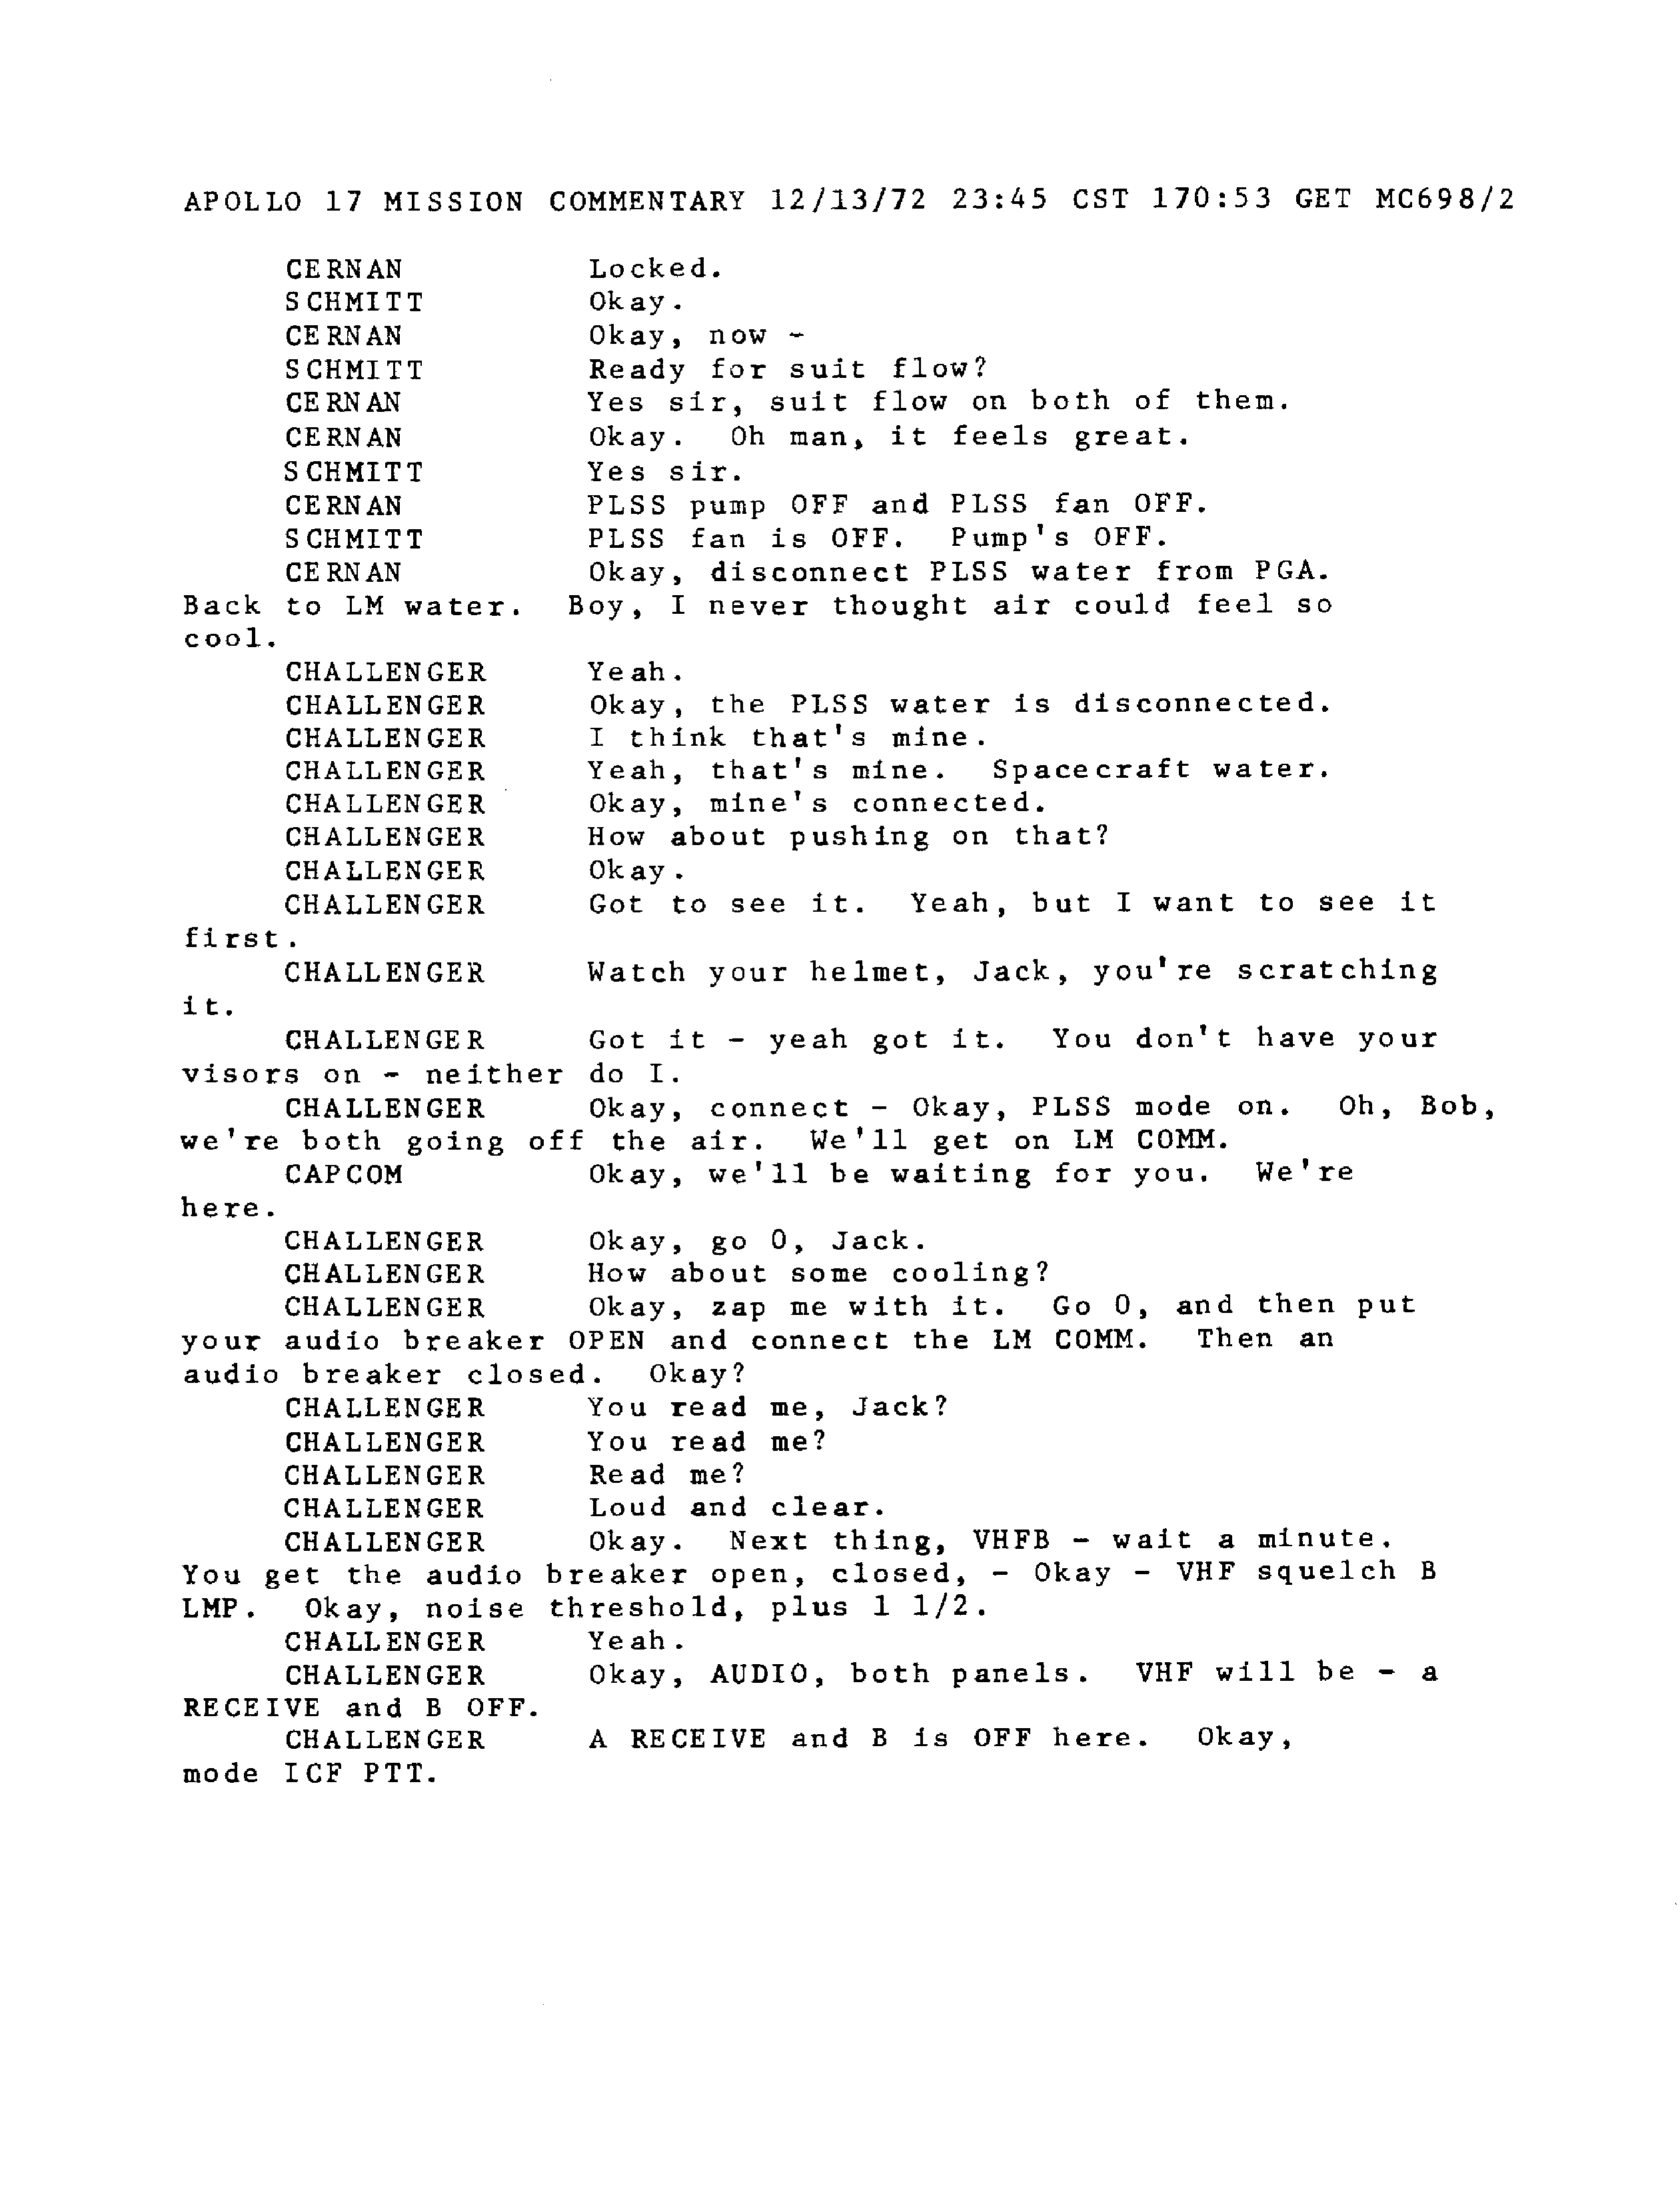 APOLLO 17 MISSION COMMENTARY 12/13/72 23:45 CST 170:53 GET MC698/2
CERNAN Locked.
SCHMITT Okay.
CERNAN Okay, now -
SCHMITT Ready for suit flow?
CERNAN Yes sir, suit flow on both of them.
CERNAN Okay. Oh man, it feels great.
SCHMITT Yes sir.
CERNAN PLSS pump OFF and PLSS fan OFF.
SCHMITT PLSS fan is OFF. Pump's OFF.
CERNAN Okay, disconnect PLSS water from PGA.
Back to LM water. Boy, I never thought air could feel so
cool.
CHALLENGER Yeah.
CHALLENGER Okay, the PLSS water is disconnected.
CHALLENGER I think that's mine.
CHALLENGER Yeah, that's mine. Spacecraft water.
CHALLENGER Okay, mine's connected.
CHALLENGER How about pushing on that?
CHALLENGER Okay.
CHALLENGER Got to see it. Yeah, but I want to see it
first.
CHALLENGER Watch your helmet, Jack, you're scratching
it.
CHALLENGER Got it - yeah got it. You don't have your
visors on - neither do I.
CHALLENGER Okay, connect - Okay, PLSS mode on. Oh, Bob,
we're both going off the air. We'll get on LM COMM.
CAPCOM Okay, we'll be waiting for you. We're
here.
CHALLENGER Okay, go 0, Jack.
CHALLENGER How about some cooling?
CHALLENGER Okay, zap me with it. Go 0, and then put
your audio breaker OPEN and connect the LM COMM. Then an
audio breaker closed. Okay?
CHALLENGER You read me, Jack?
CHALLENGER You read me?
CHALLENGER Read me?
CHALLENGER Loud and clear.
CHALLENGER Okay. Next thing, VHFB - wait a minute.
You get the audio breaker open, closed, - Okay - VHF squelch B
LMP. Okay, noise threshold, plus 1 1/2.
CHALLENGER Yeah.
CHALLENGER Okay, AUDIO, both panels. VHF will be - a
RECEIVE and B OFF.
CHALLENGER A RECEIVE and B is OFF here. Okay,
mode ICF PTT.